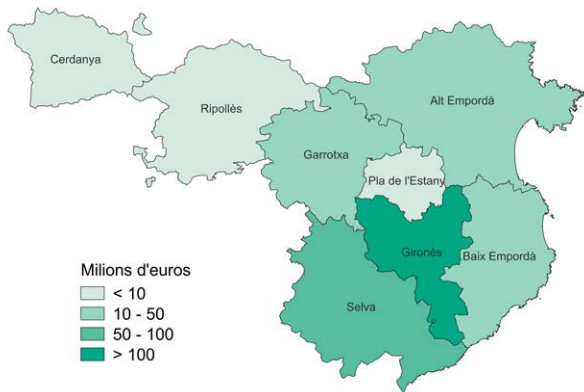 Cerdanya
Ripollès
Alt Empordà
Garrotxa
Pla de l'Estany
Gironès
Baix Empordà
Selva
Milions d'euros
< 10
10 - 50
50 - 100
> 100